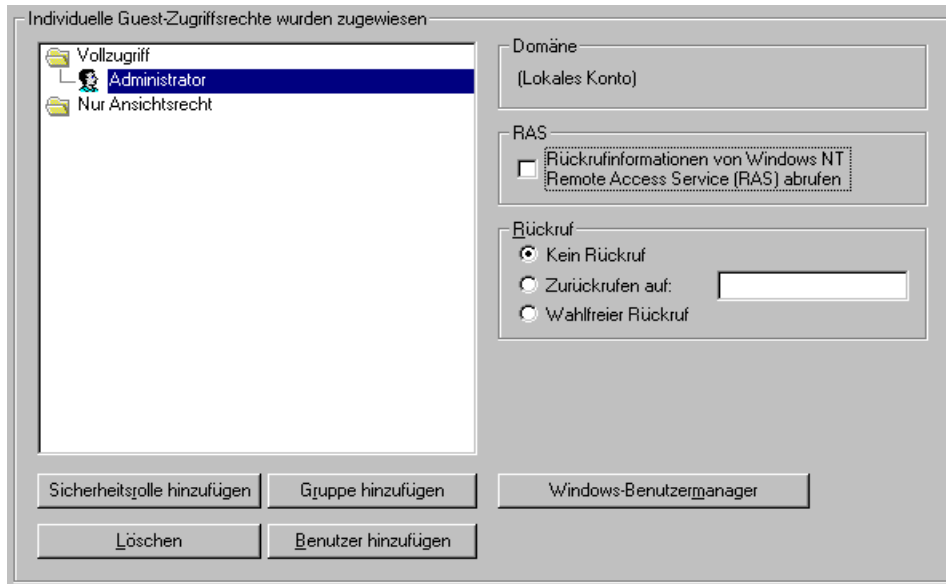 Individuelle Guest-Zugriffsrechte wurden zugewiesen
Vollzugriff
Administrator
Nur Ansichtsrecht
Domäne
(Lokales Konto)
RAS
Rückrufinformationen von Windows NT
Remote Access Service (RAS) abrufen
Rückruf
Kein Rückruf
Zurückrufen auf:
Wahlfreier Rückruf
Sicherheitsrolle hinzufügen
Gruppe hinzufügen
Windows-Benutzermanager
Löschen
Benutzer hinzufügen